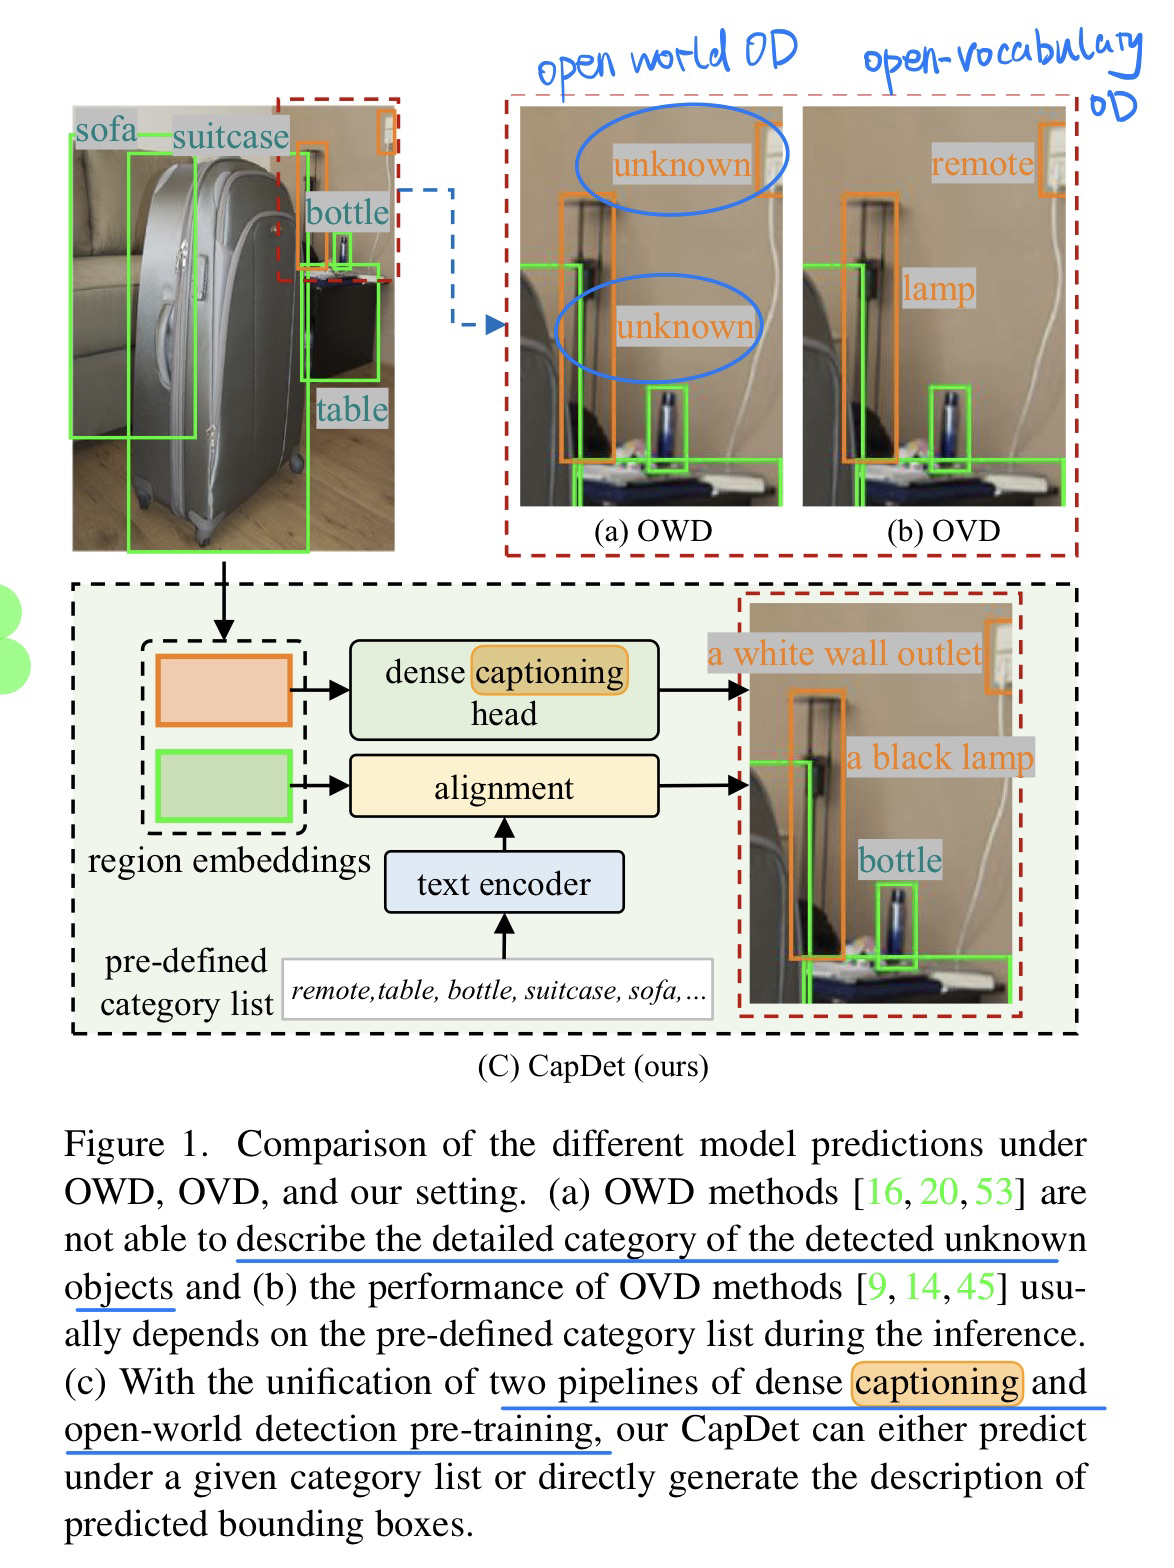 open world OD
open-vocabulary
OD
sofa
suitcase
bottle
table
unknown
unknown
remote
lamp
(a) OWD
(b) OVD
dense captioning
head
alignment
region embeddings
text encoder
pre-defined
category list
remote,table, bottle, suitcase, sofa,...
a white wall outlet
a black lamp
bottle
(C) CapDet (ours)
Figure 1. Comparison of the different model predictions under
OWD, OVD, and our setting. (a) OWD methods [16, 20, 53] are
not able to describe the detailed category of the detected unknown
objects and (b) the performance of OVD methods [9, 14, 45] usu-
ally depends on the pre-defined category list during the inference.
(c) With the unification of two pipelines of dense captioning and
open-world detection pre-training, our CapDet can either predict
under a given category list or directly generate the description of
predicted bounding boxes.